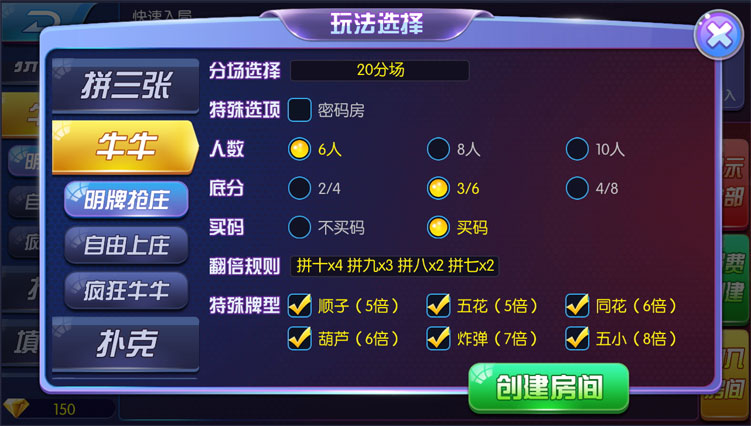 快速入局
玩法选择
拼三张
牛牛
明牌抢庄
自由上庄
疯狂牛牛
扑克
分场选择 20分场
特殊选项 密码房
人数 6人 8人 10人
底分 2/4 3/6 4/8
买码 不买码 买码
翻倍规则 拼十x4 拼九x3 拼八x2 拼七x2
特殊牌型 顺子（5倍） 五花（5倍） 同花（6倍）
葫芦（6倍） 炸弹（7倍） 五小（8倍）
创建房间
150